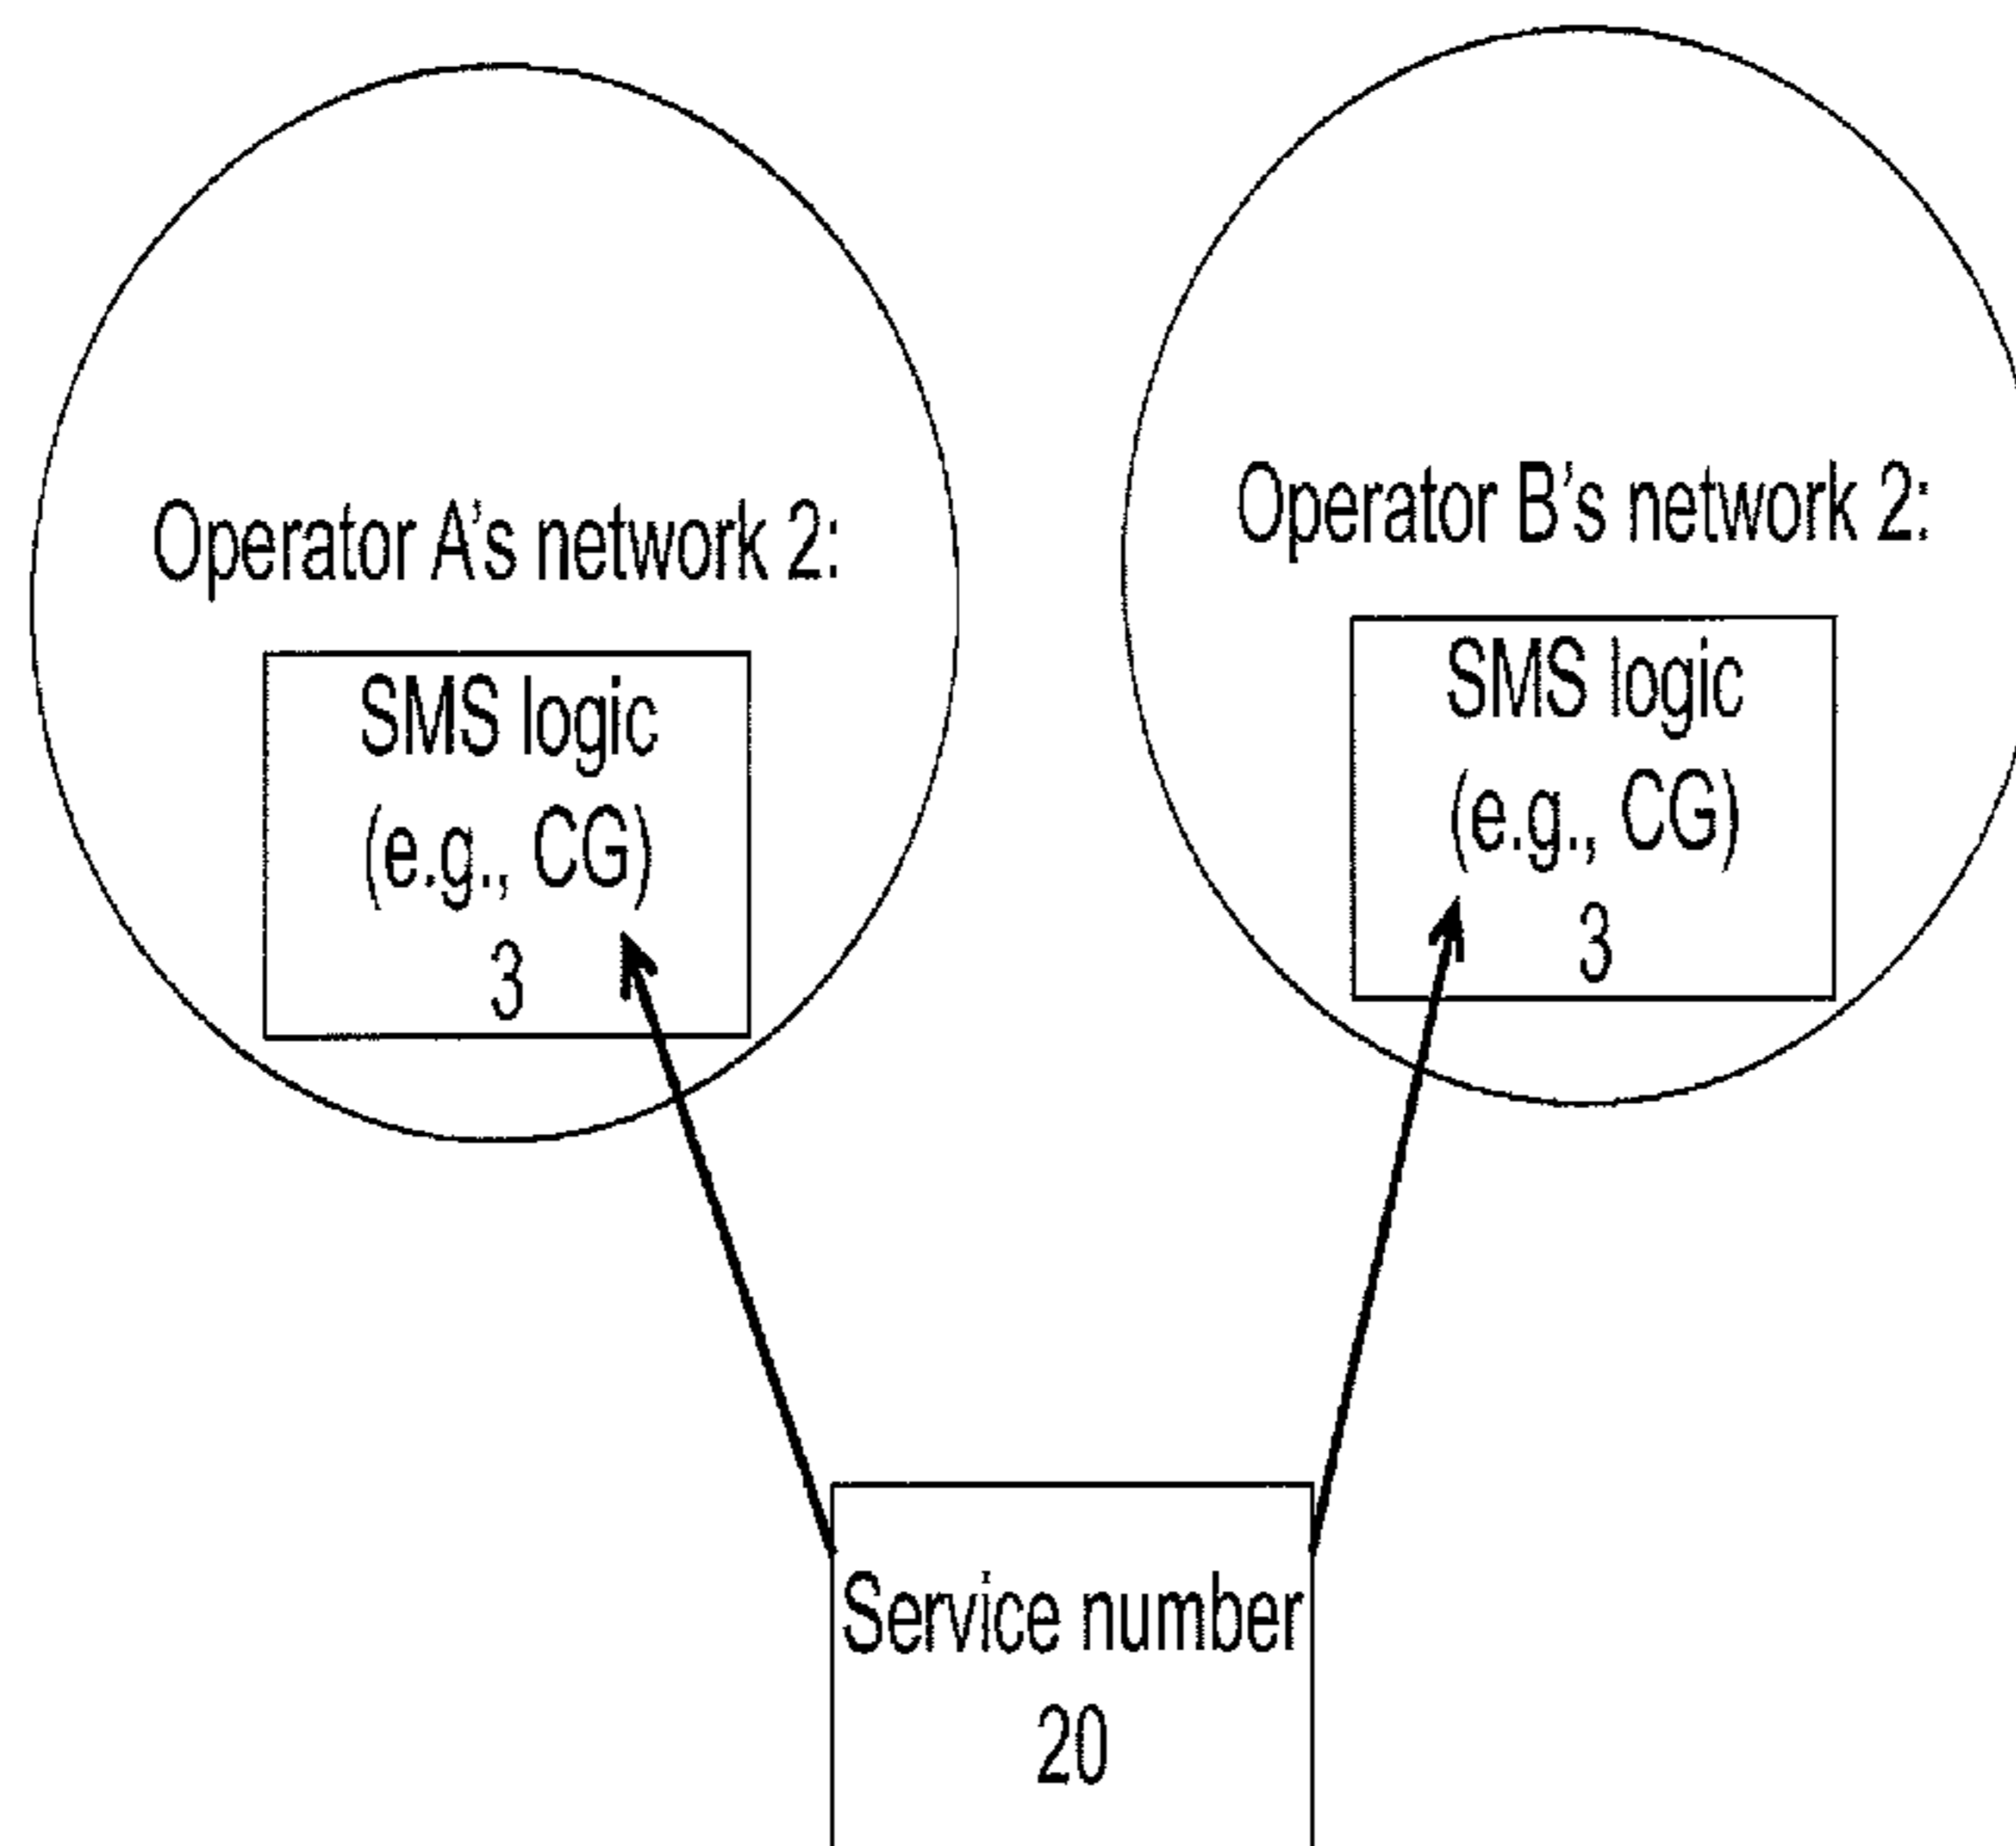 Operator A's network 2:
SMS logic
(e.g., CG)
3
Operator B's network 2:
SMS logic
(e.g., CG)
3
Service number
20